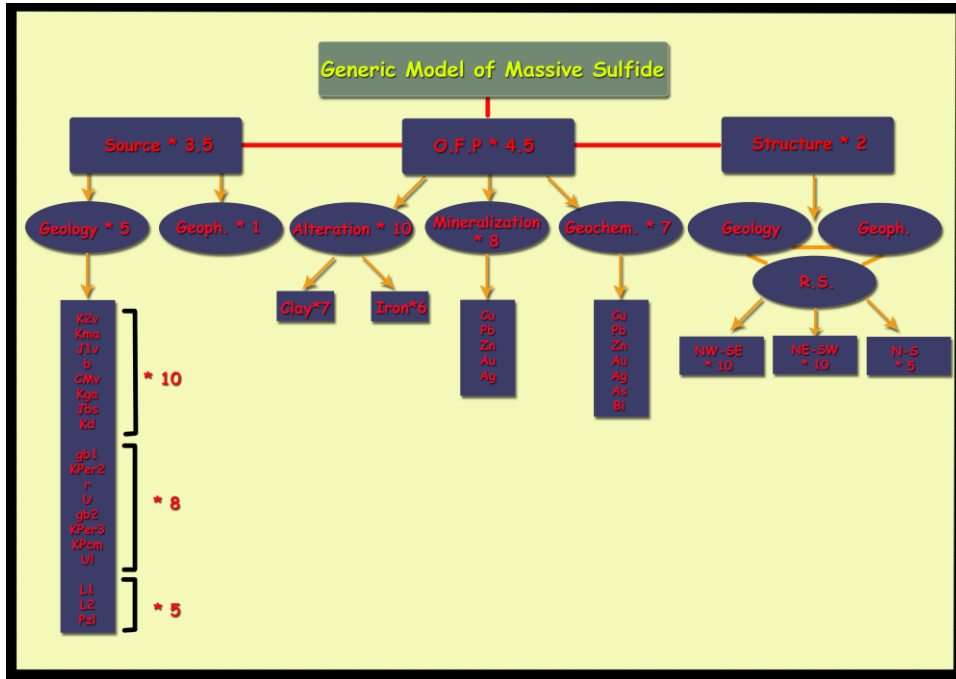 Generic Model of Massive Sulfide
Source * 3.5
O.F.P * 4.5
Structure * 2
Geology * 5
Geoph. * 1
Alteration * 10
Mineralization
* 8
Geochem. * 7
Geology
Geoph.
R.S.
Clay*7
Iron*6
Cu
Pb
Zn
Au
Ag
Cu
Pb
Zn
Au
Ag
As
Bi
NW-SE
* 10
NE-SW
* 10
N-S
* 5
K2v
Kma
J1v
b
CMv
Kga
Jbs
Kd
* 10
gb1
KPer2
r
U
gb2
KPer3
KPcm
Ul
* 8
L1
L2
Pzl
* 5